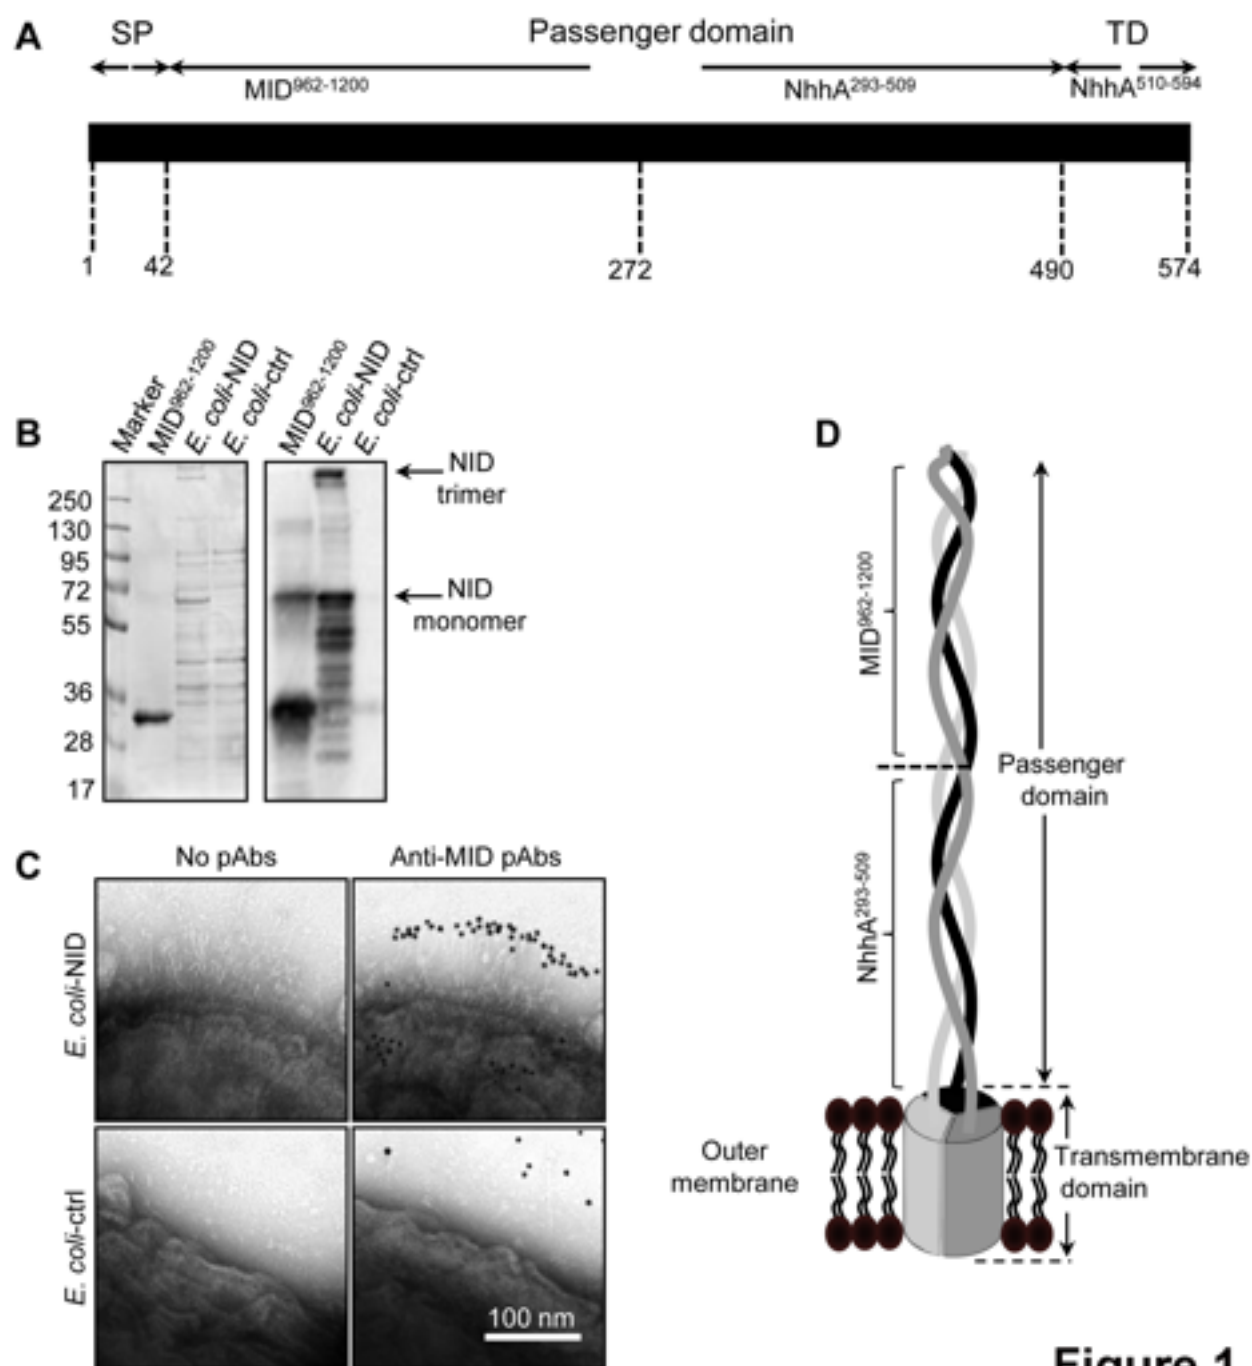 A
SP
Passenger domain
TD
MID962-1200
NhhA293-509
NhhA510-594
1
42
272
490
574
B
Marker
MID962-1200
E. coli-NID
E. coli-ctrl
MID962-1200
E. coli-NID
E. coli-ctrl
250
130
95
72
55
36
28
17
NID
trimer
NID
monomer
C
No pAbs
Anti-MID pAbs
E. coli-NID
E. coli-ctrl
100 nm
D
MID962-1200
NhhA293-509
Passenger
domain
Outer
membrane
Transmembrane
domain
Figure 1